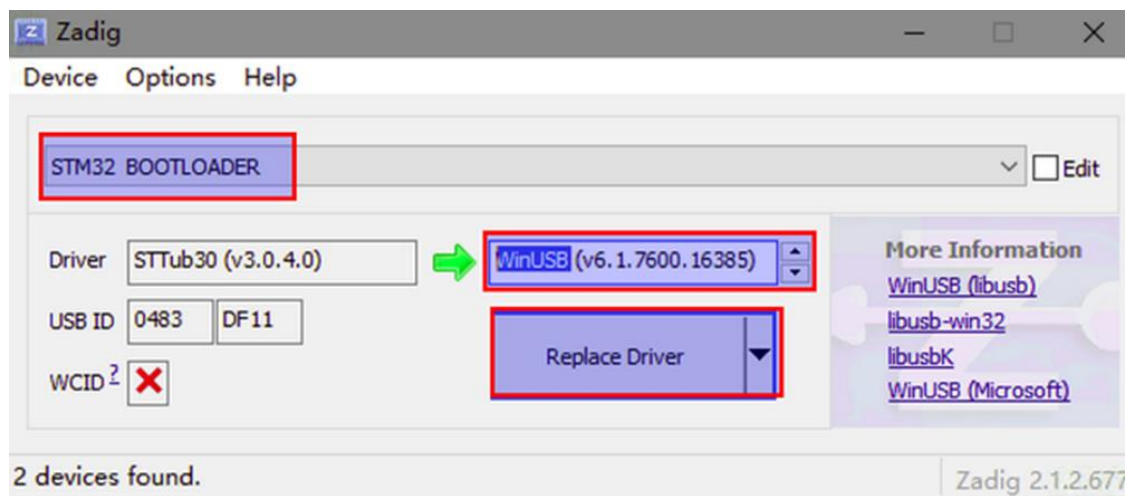 Zadig
Device Options Help
STM32 BOOTLOADER
Edit
Driver STTub30 (v3.0.4.0) WinUSB (v6.1.7600.16385)
USB ID 0483 DF11
WCID ?
Replace Driver
More Information
WinUSB (libusb)
libusb-win32
libusbK
WinUSB (Microsoft)
2 devices found.
Zadig 2.1.2.677